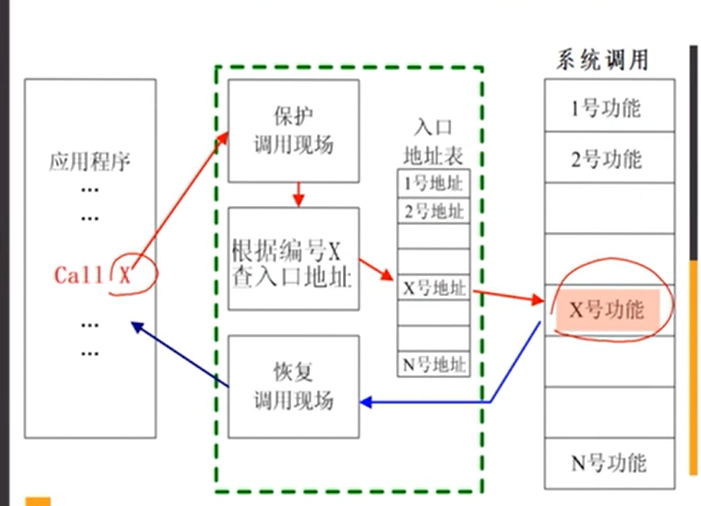 系统调用
应用程序
...
...
Call X
...
...
保护
调用现场
根据编号X
查入口地址
恢复
调用现场
入口
地址表
1号地址
2号地址
X号地址
N号地址
1号功能
2号功能
X号功能
N号功能